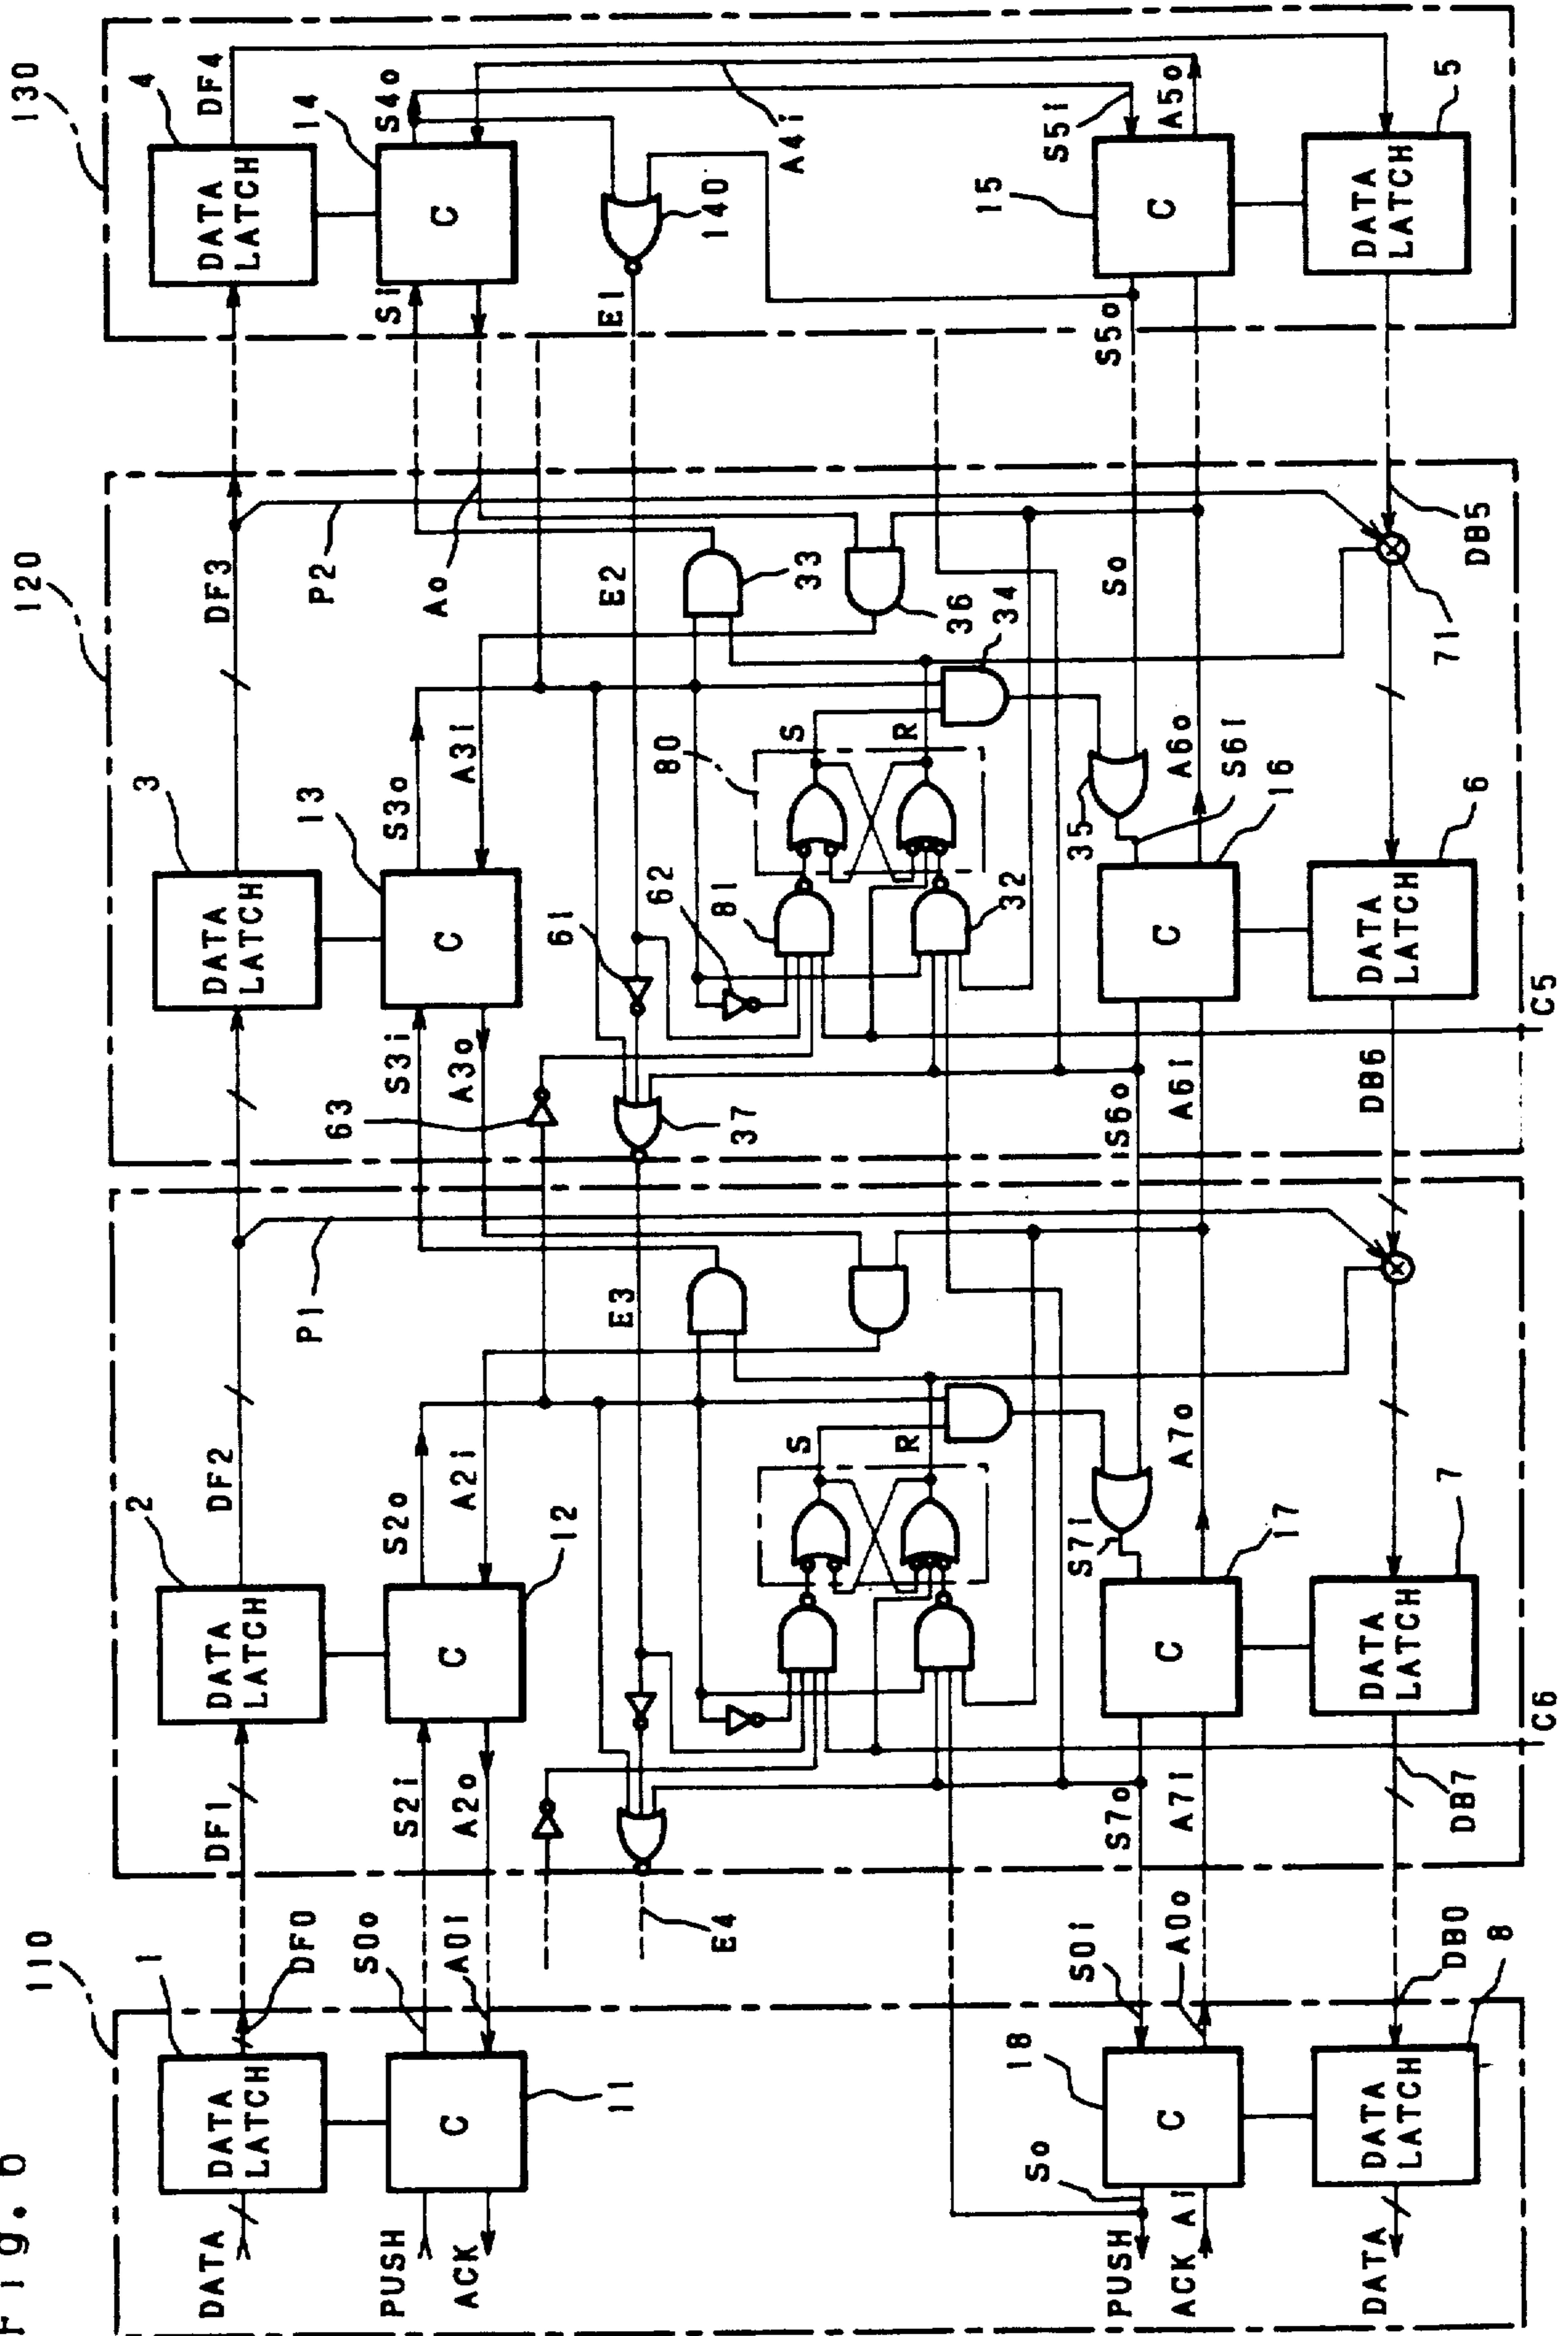 Fig. 6
110
120
130
1
2
3
4
DATA
DATA
LATCH
DF0
DF1
DATA
LATCH
DF2
DATA
LATCH
DF3
DATA
LATCH
DF4
P1
P2
PUSH
ACK
C
11
S0o
A0i
S2i
A2o
C
12
S2o
A2i
S3i
A3o
C
13
S3o
A3i
Ao
Si
C
14
S4o
A4i
63
61
62
E4
E3
37
E2
E1
140
81
80
33
S
R
S
R
32
36
34
PUSH
ACK
So
Ai
18
C
S0i
A0o
S7o
A7i
C
17
S7i
A7o
S6o
A6i
C
16
35
S6i
A6o
So
S5o
15
C
S5i
A5o
DATA
DATA
LATCH
8
DB0
DB7
DATA
LATCH
7
DB6
DATA
LATCH
6
71
DB5
DATA
LATCH
5
C6
C5